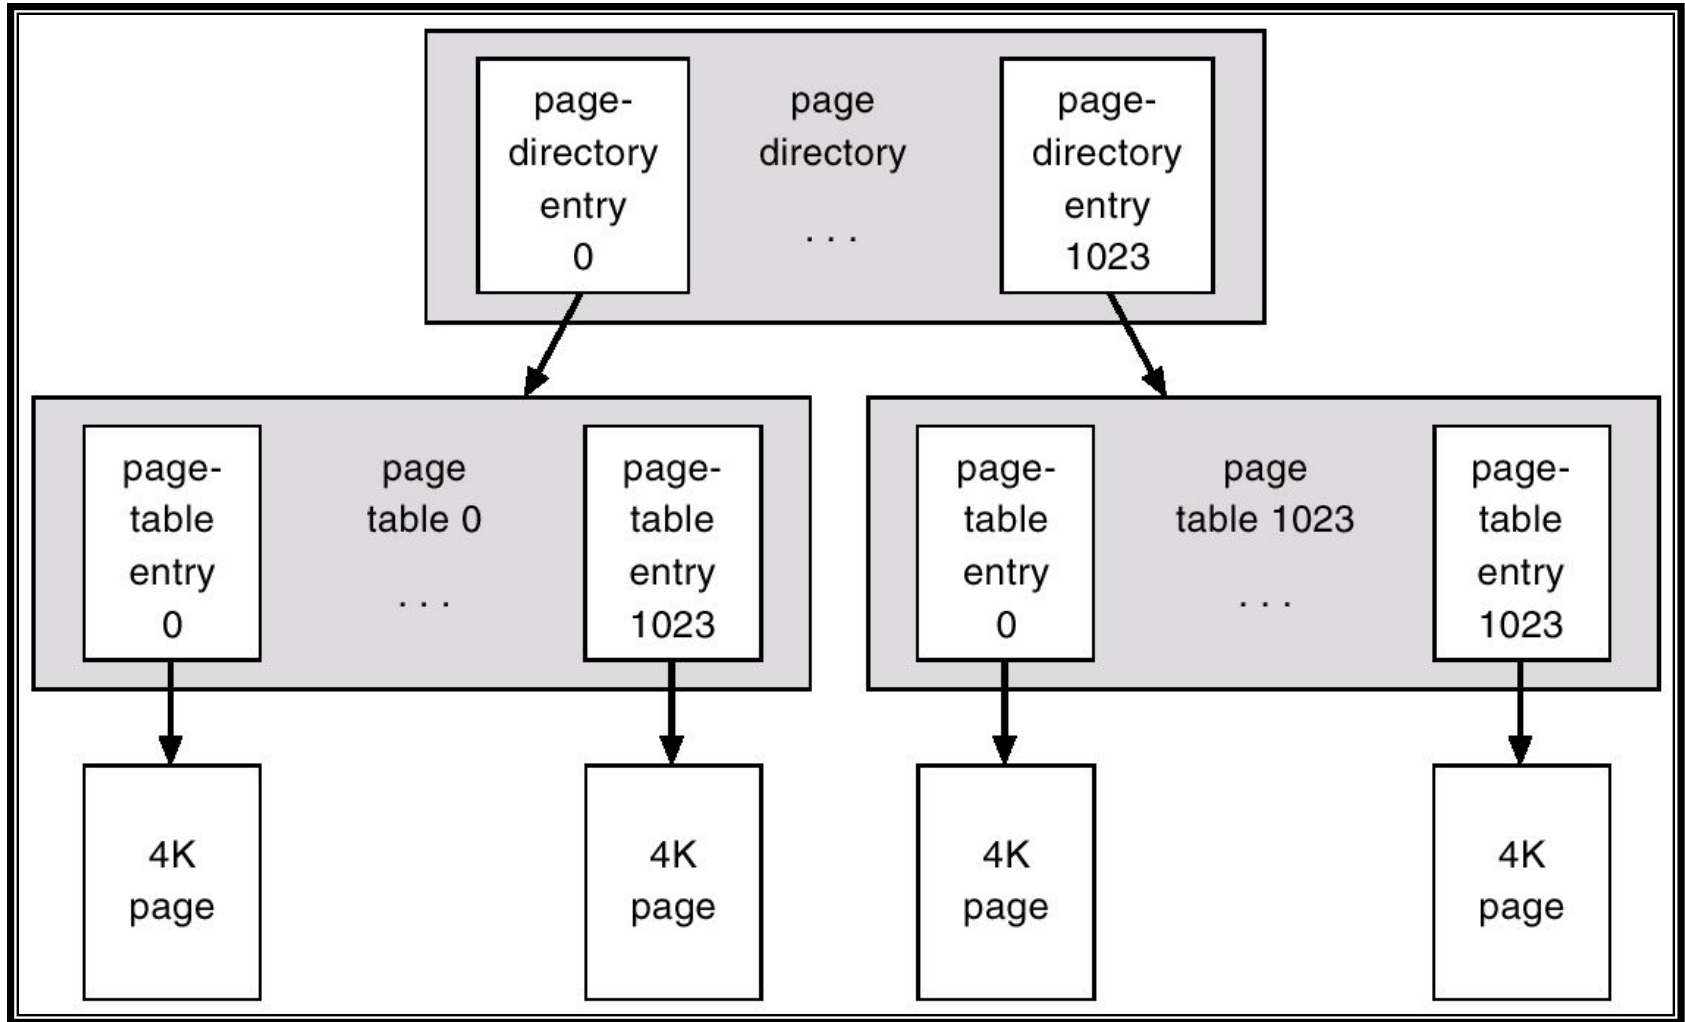 page-
directory
entry
0
page
directory
. . .
page-
directory
entry
1023
page-
table
entry
0
page
table 0
. . .
page-
table
entry
1023
page-
table
entry
0
page
table 1023
. . .
page-
table
entry
1023
4K
page
4K
page
4K
page
4K
page